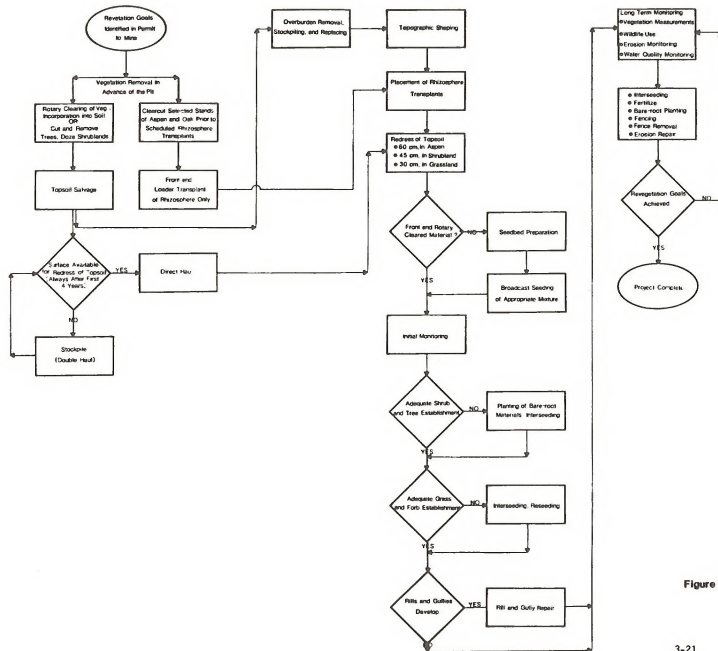 Revetation Goals
Identified in Permit
to Mine
Vegetation Removal in
Advance of the Pit
Rotary Clearing of Veg.
Incorporation into Soil
OR
Cut and Remove
Trees, Doze Shrublands
Clearcut Selected Stands
of Aspen and Oak Prior to
Scheduled Rhizosphere
Transplants
Topsoil Salvage
Front end
Loader Transplant
of Rhizosphere Only
Surface Available
for Redress of Topsoil
(Always After First
4 Years)
YES
Direct Haul
NO
Stockpile
(Double Haul)
Overburden Removal,
Stockpiling, and Replacing
Topographic Shaping
Placement of Rhizosphere
Transplants
Redress of Topsoil
60 cm. in Aspen
45 cm. in Shrubland
30 cm. in Grassland
Front end Rotary
Cleared Material?
NO
Seedbed Preparation
YES
Broadcast Seeding
of Appropriate Mixture
Initial Monitoring
Adequate Shrub
and Tree Establishment
NO
Planting of Bare-root
Materials, Interseeding
YES
Adequate Grass
and Forb Establishment
NO
Interseeding, Reseeding
YES
Rills and Gullies
Develop
YES
Rill and Gully Repair
NO
Long Term Monitoring
Vegetation Measurements
Wildlife Use
Erosion Monitoring
Water Quality Monitoring
Interseeding
Fertilize
Bare-root Planting
Fencing
Fence Removal
Erosion Repair
Revegetation Goals
Achieved
NO
YES
Project Complete
Figure
3-21